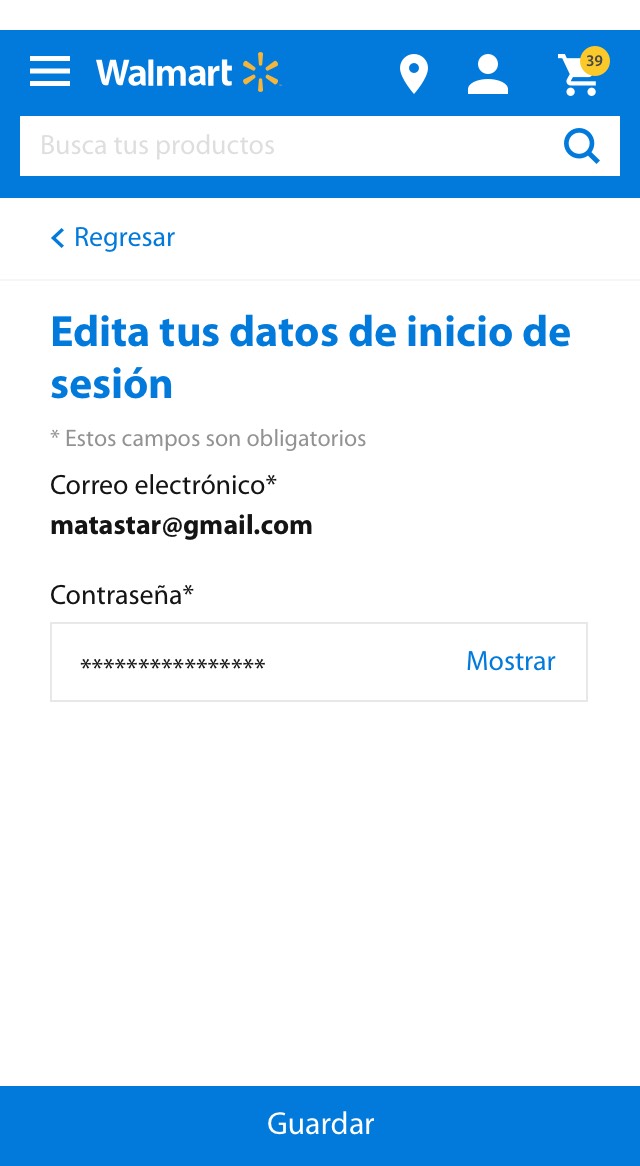 Walmart
39
Busca tus productos
Regresar
Edita tus datos de inicio de
sesión
* Estos campos son obligatorios
Correo electrónico*
matastar@gmail.com
Contraseña*
**************** Mostrar
Guardar